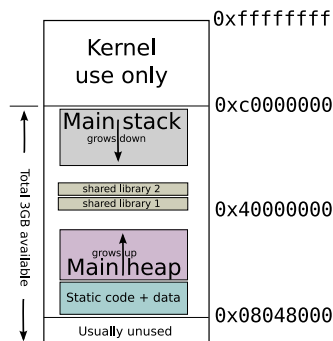 0xffffffff
Kernel
use only
0xc0000000
Main stack
grows down
Total 3GB available
shared library 2
shared library 1
0x40000000
grows up
Main heap
Static code + data
0x08048000
Usually unused